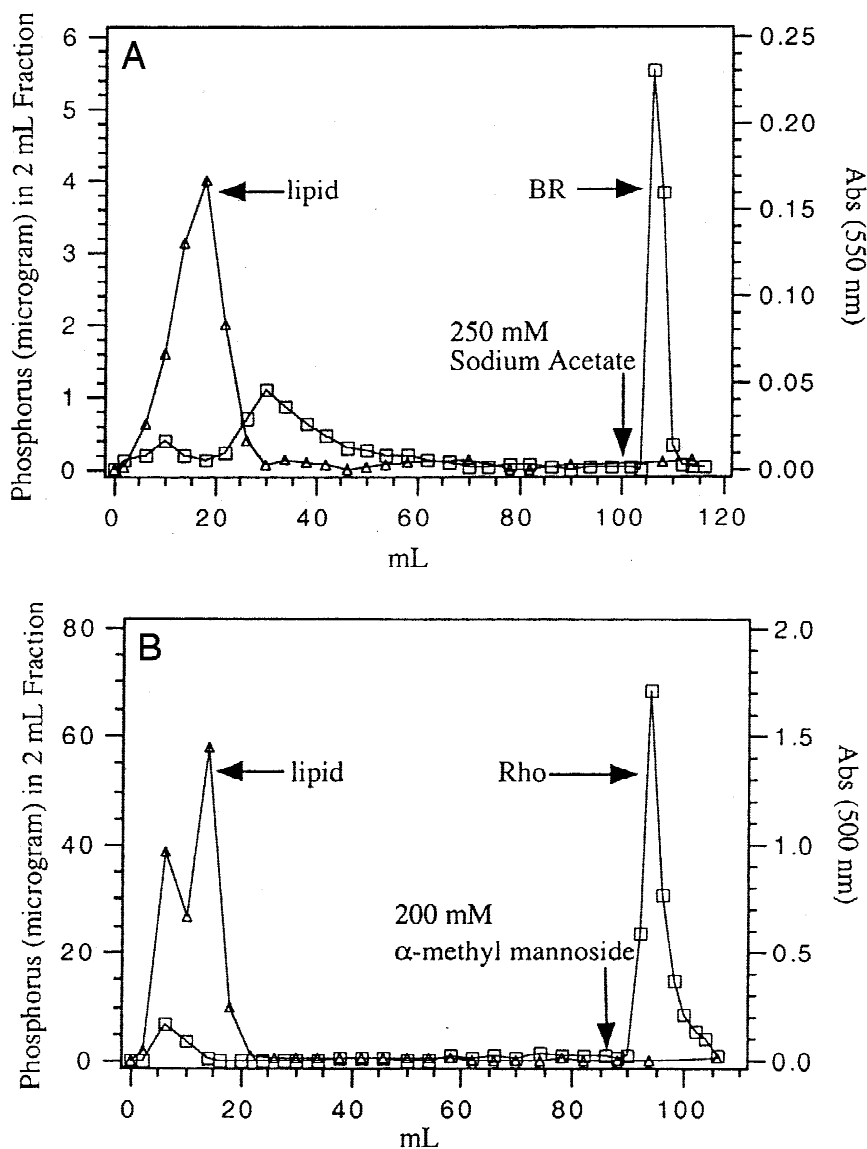 A
Phosphorus (microgram) in 2 mL Fraction
6
5
4
3
2
1
0
0.25
0.20
0.15
0.10
0.05
0.00
Abs (550 nm)
lipid
BR
250 mM
Sodium Acetate
0
20
40
60
80
100
120
mL
B
Phosphorus (microgram) in 2 mL Fraction
80
60
40
20
0
2.0
1.5
1.0
0.5
0.0
Abs (500 nm)
lipid
Rho
200 mM
α-methyl mannoside
0
20
40
60
80
100
mL